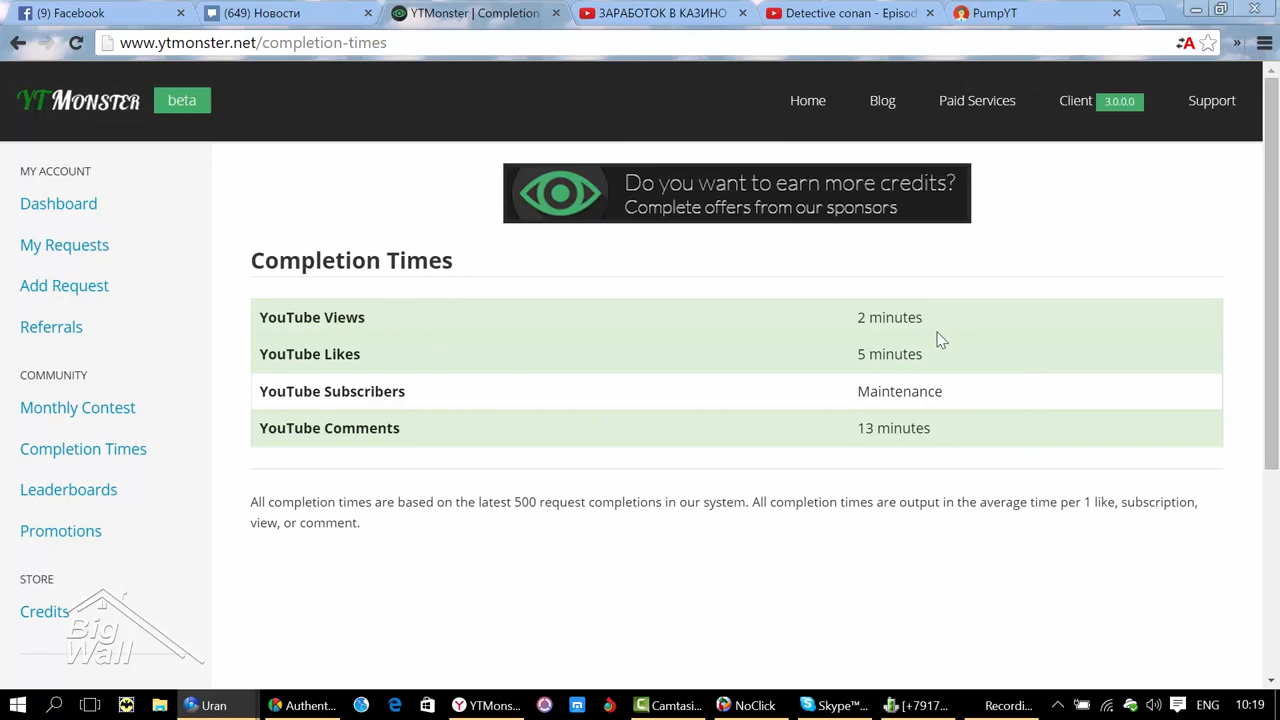 (9) Facebook
(649) Новости
YTMonster | Completion
ЗАРАБОТОК В КАЗИНО
Detective conan - Episod
PumpYT
www.ytmonster.net/completion-times
YTMonster beta
Home
Blog
Paid Services
Client 3.0.0.0
Support
MY ACCOUNT
Dashboard
My Requests
Add Request
Referrals
COMMUNITY
Monthly Contest
Completion Times
Leaderboards
Promotions
STORE
Credits
Big
Wall
Do you want to earn more credits?
Complete offers from our sponsors
Completion Times
YouTube Views 2 minutes
YouTube Likes 5 minutes
YouTube Subscribers Maintenance
YouTube Comments 13 minutes
All completion times are based on the latest 500 request completions in our system. All completion times are output in the average time per 1 like, subscription,
view, or comment.
Uran
Authent...
YTMons...
Camtasi...
NoClick
Skype™...
[+7917...
Recordi...
ENG
10:19